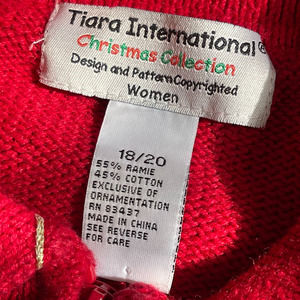 Tiara International®
Christmas Collection
Design and Pattern Copyrighted
Women
18/20
55% RAMIE
45% COTTON
EXCLUSIVE OF
ORNAMENTATION
RN 83437
MADE IN CHINA
SEE REVERSE
FOR CARE